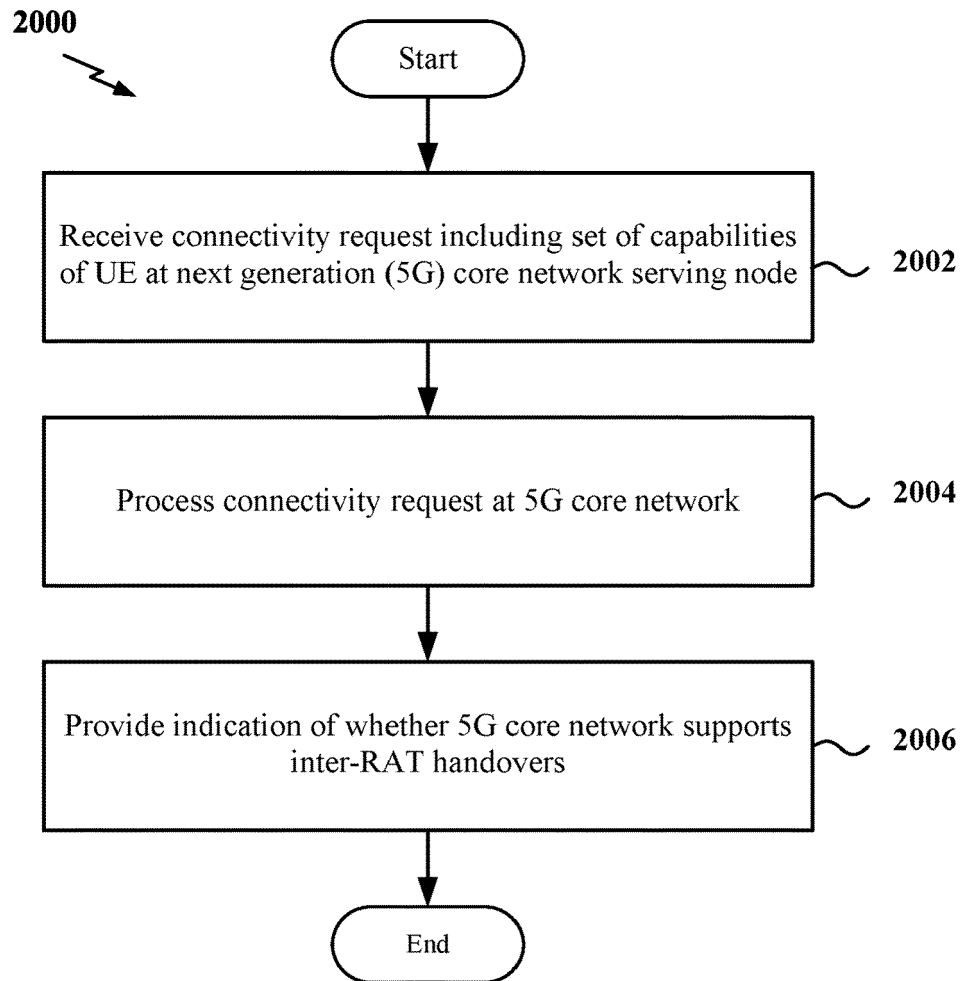 2000
Start
Receive connectivity request including set of capabilities
of UE at next generation (5G) core network serving node
2002
Process connectivity request at 5G core network
2004
Provide indication of whether 5G core network supports
inter-RAT handovers
2006
End